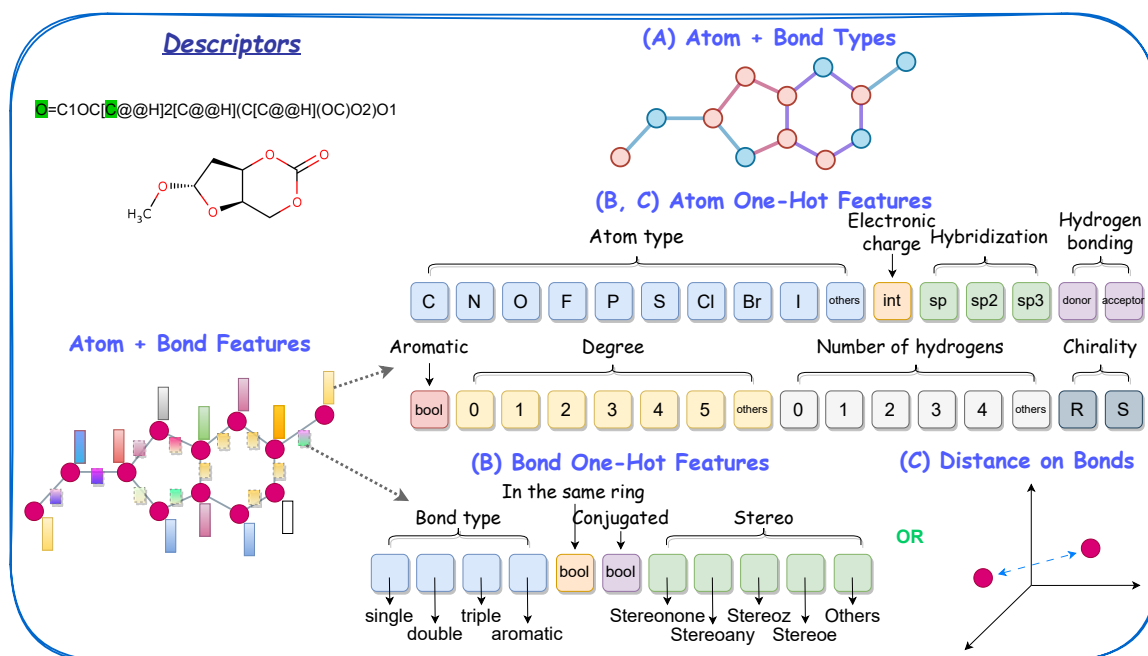 Descriptors
O=C1OC[C@@H]2[C@@H](C[C@@H](OC)O2)O1
O
O
O
O
O
H₃C
(A) Atom + Bond Types
(B, C) Atom One-Hot Features
Atom type
Electronic
charge
Hybridization
Hydrogen
bonding
C N O F P S Cl Br I others int sp sp2 sp3 donor acceptor
Aromatic
Degree
Number of hydrogens
Chirality
bool 0 1 2 3 4 5 others 0 1 2 3 4 others R S
Atom + Bond Features
(B) Bond One-Hot Features
In the same ring
Bond type
Conjugated
Stereo
bool bool
single
double
triple
aromatic
Stereonone
Stereoany
Stereoz
Stereoe
Others
OR
(C) Distance on Bonds